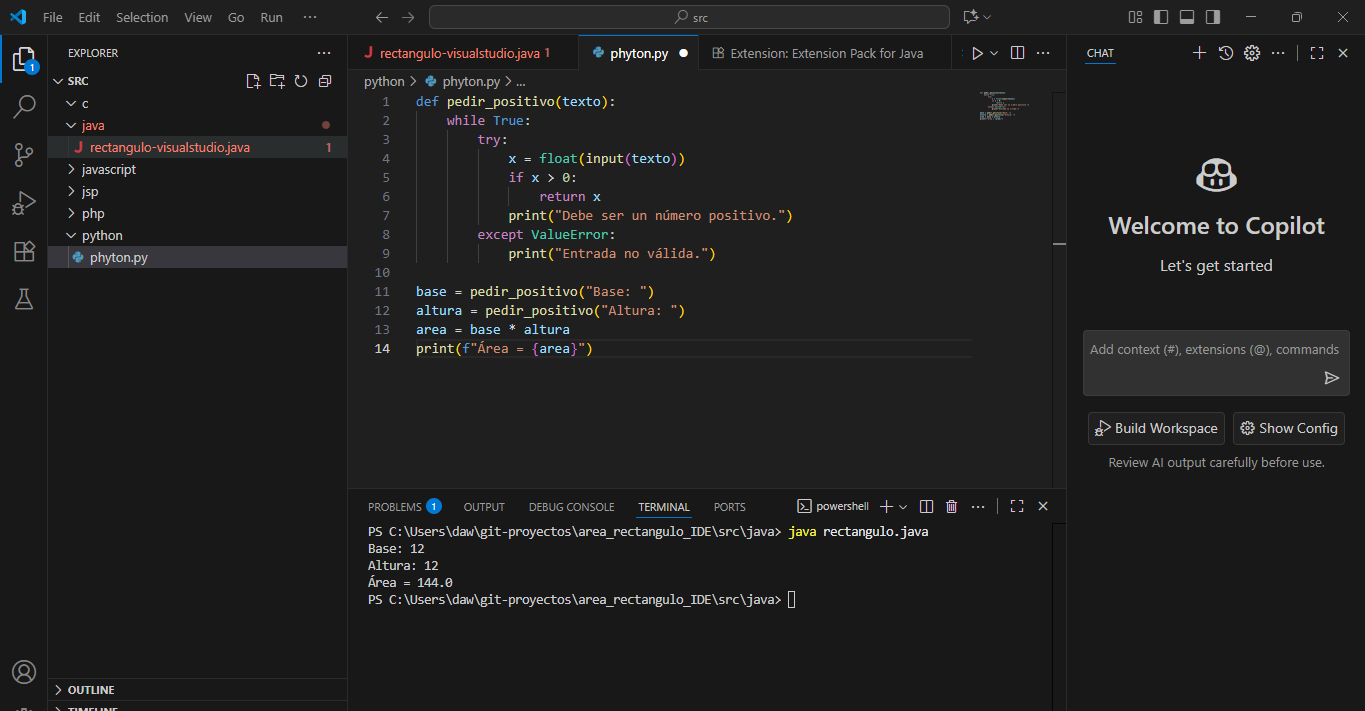 File Edit Selection View Go Run ···
src
EXPLORER ···
1
SRC
c
java
rectangulo-visualstudio.java 1
javascript
jsp
php
python
phyton.py
OUTLINE
TIMELINE
rectangulo-visualstudio.java 1
phyton.py
Extension: Extension Pack for Java
python > phyton.py > ...
1 def pedir_positivo(texto):
2 while True:
3 try:
4 x = float(input(texto))
5 if x > 0:
6 return x
7 print("Debe ser un número positivo.")
8 except ValueError:
9 print("Entrada no válida.")
10
11 base = pedir_positivo("Base: ")
12 altura = pedir_positivo("Altura: ")
13 area = base * altura
14 print(f"Área = {area}")
PROBLEMS 1 OUTPUT DEBUG CONSOLE TERMINAL PORTS
powershell
PS C:\Users\daw\git-proyectos\area_rectangulo_IDE\src\java> java rectangulo.java
Base: 12
Altura: 12
Área = 144.0
PS C:\Users\daw\git-proyectos\area_rectangulo_IDE\src\java>
CHAT
Welcome to Copilot
Let's get started
Add context (#), extensions (@), commands
Build Workspace
Show Config
Review AI output carefully before use.